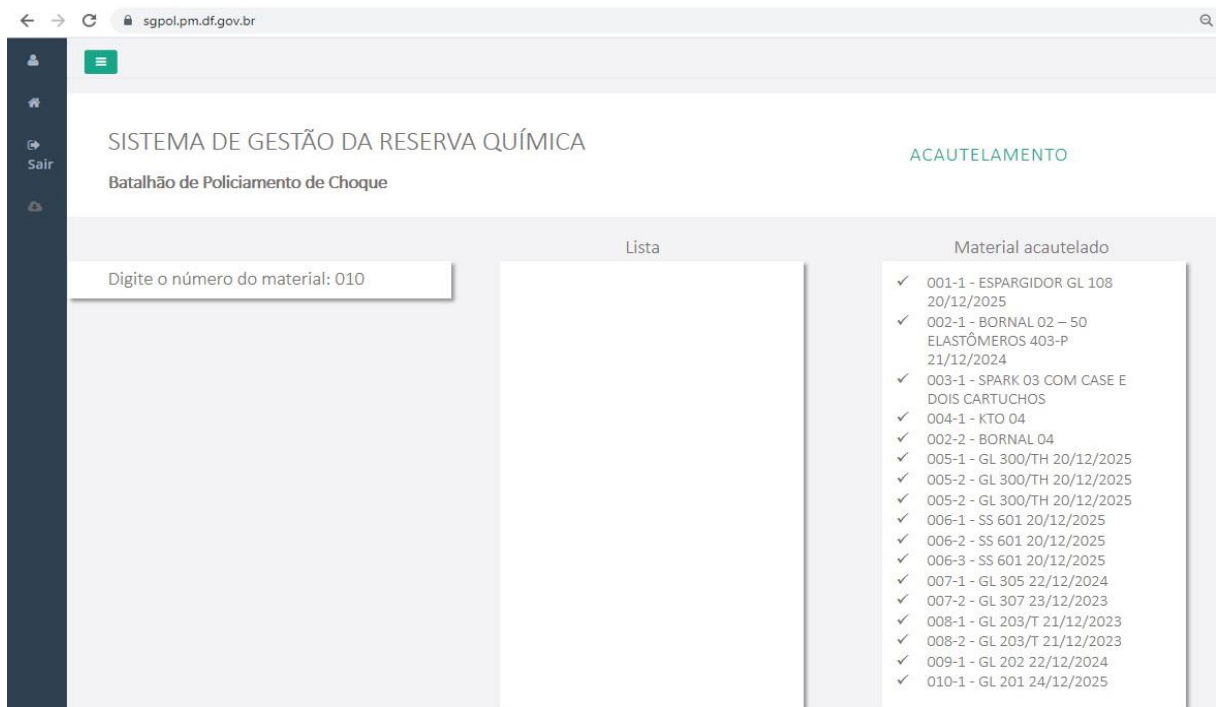 sgpol.pm.df.gov.br
Sair
SISTEMA DE GESTÃO DA RESERVA QUÍMICA
Batalhão de Policiamento de Choque
ACAUTELAMENTO
Digite o número do material: 010
Lista
Material acautelado
001-1 - ESPARGIDOR GL 108
20/12/2025
002-1 - BORNAL 02 – 50
ELASTÔMEROS 403-P
21/12/2024
003-1 - SPARK 03 COM CASE E
DOIS CARTUCHOS
004-1 - KTO 04
002-2 - BORNAL 04
005-1 - GL 300/TH 20/12/2025
005-2 - GL 300/TH 20/12/2025
005-2 - GL 300/TH 20/12/2025
006-1 - SS 601 20/12/2025
006-2 - SS 601 20/12/2025
006-3 - SS 601 20/12/2025
007-1 - GL 305 22/12/2024
007-2 - GL 307 23/12/2023
008-1 - GL 203/T 21/12/2023
008-2 - GL 203/T 21/12/2023
009-1 - GL 202 22/12/2024
010-1 - GL 201 24/12/2025